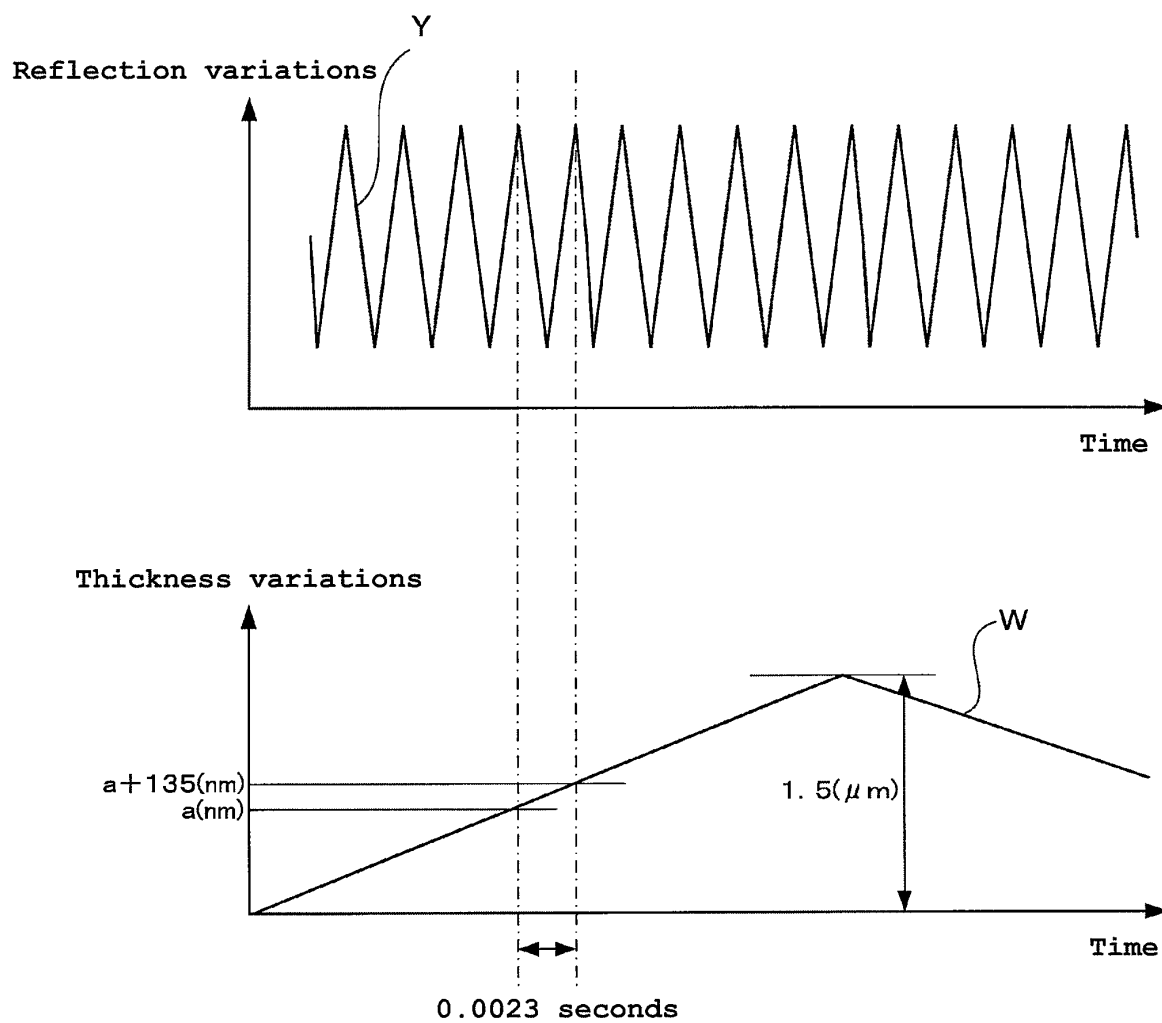 Y
Reflection variations
Time
Thickness variations
W
a+135(nm)
a(nm)
1. 5(μm)
Time
0.0023 seconds